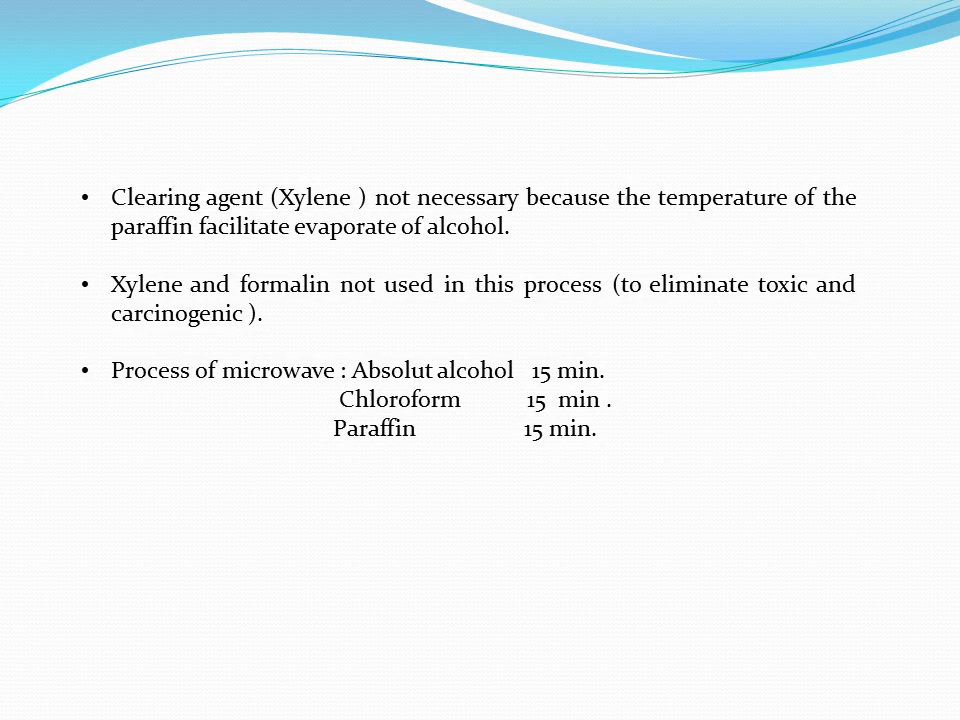 • Clearing agent (Xylene ) not necessary because the temperature of the
paraffin facilitate evaporate of alcohol.
• Xylene and formalin not used in this process (to eliminate toxic and
carcinogenic ).
• Process of microwave : Absolut alcohol 15 min.
Chloroform 15 min .
Paraffin 15 min.